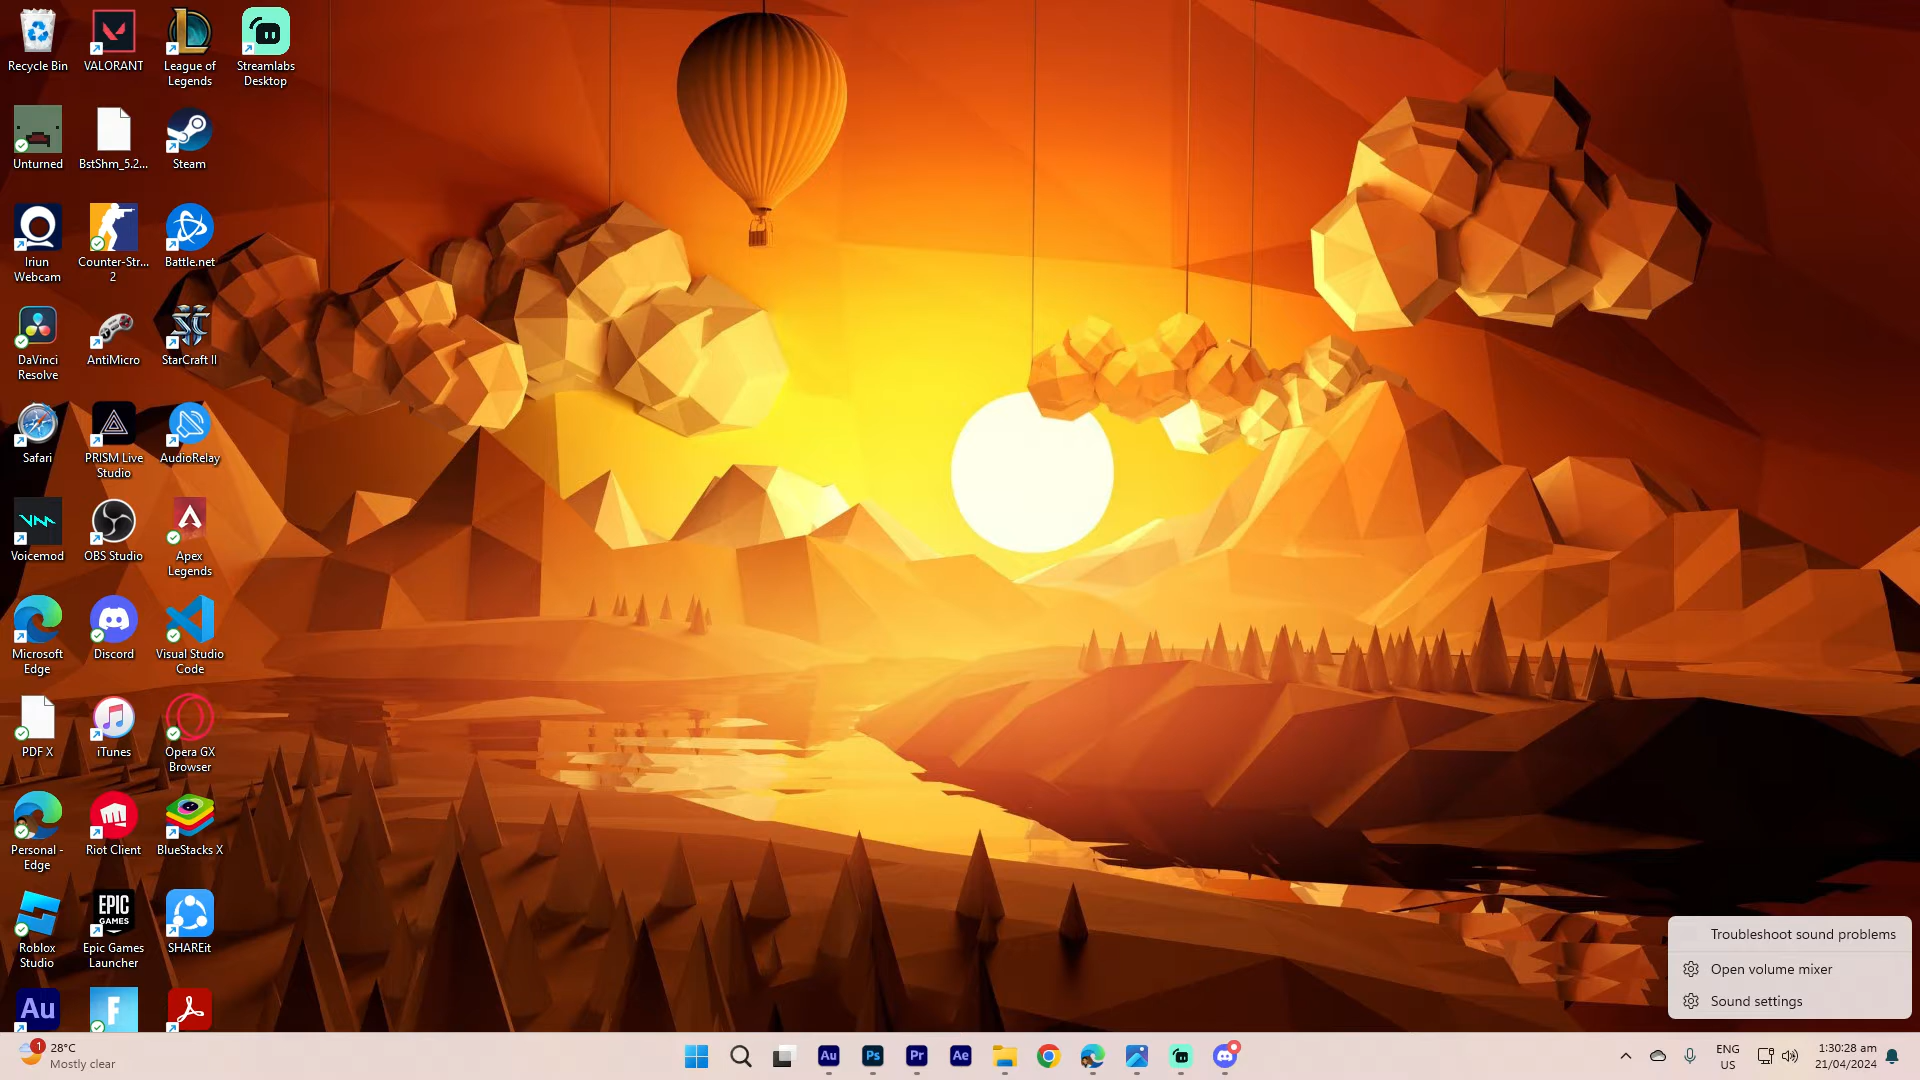 Recycle Bin
VALORANT
League of
Legends
Streamlabs
Desktop
Unturned
BstShm_5.2...
Steam
Iriun
Webcam
Counter-Str...
2
Battle.net
DaVinci
Resolve
AntiMicro
StarCraft II
Safari
PRISM Live
Studio
AudioRelay
Voicemod
OBS Studio
Apex
Legends
Microsoft
Edge
Discord
Visual Studio
Code
PDF X
iTunes
Opera GX
Browser
Personal -
Edge
Riot Client
BlueStacks X
Roblox
Studio
EPIC
GAMES
Epic Games
Launcher
SHAREit
Au
F
Troubleshoot sound problems
Open volume mixer
Sound settings
1
28°C
Mostly clear
Au
Ps
Pr
Ae
ENG
US
1:30:28 am
21/04/2024